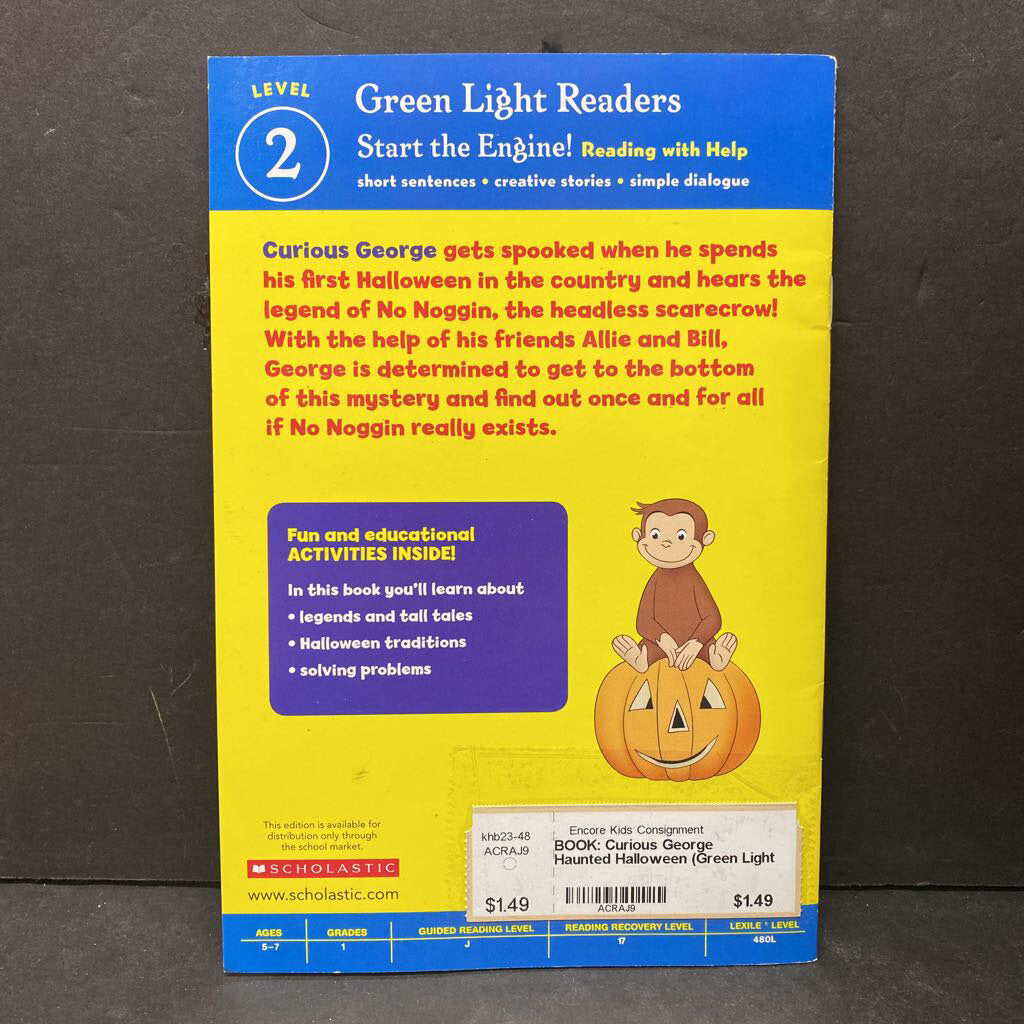 LEVEL
2
Green Light Readers
Start the Engine! Reading with Help
short sentences • creative stories • simple dialogue
Curious George gets spooked when he spends
his first Halloween in the country and hears the
legend of No Noggin, the headless scarecrow!
With the help of his friends Allie and Bill,
George is determined to get to the bottom
of this mystery and find out once and for all
if No Noggin really exists.
Fun and educational
ACTIVITIES INSIDE!
In this book you'll learn about
• legends and tall tales
• Halloween traditions
• solving problems
This edition is available for
distribution only through
the school market.
SCHOLASTIC
www.scholastic.com
khb23-48
ACRAJ9
$1.49
Encore Kids Consignment
BOOK: Curious George
Haunted Halloween (Green Light
ACRAJ9
$1.49
AGES
5-7
GRADES
1
GUIDED READING LEVEL
J
READING RECOVERY LEVEL
17
LEXILE ® LEVEL
480L